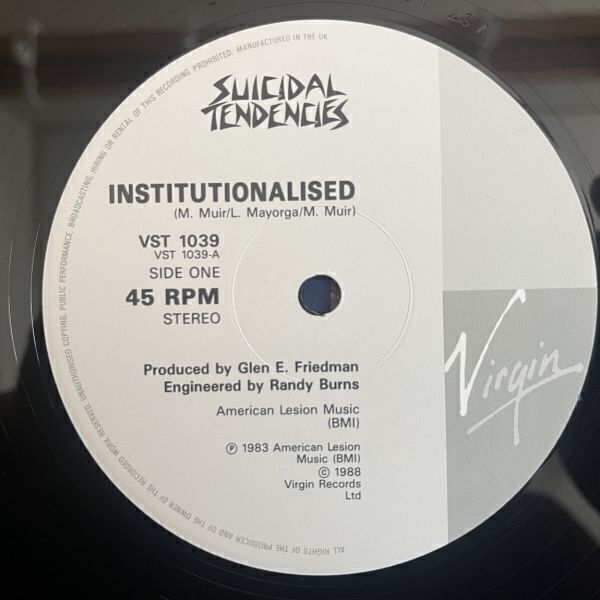 SUICIDAL
TENDENCIES
INSTITUTIONALISED
(M. Muir/L. Mayorga/M. Muir)
VST 1039
VST 1039-A
SIDE ONE
45 RPM
STEREO
Produced by Glen E. Friedman
Engineered by Randy Burns
American Lesion Music
(BMI)
℗ 1983 American Lesion
Music (BMI)
© 1988
Virgin Records
Ltd
Virgin
ALL RIGHTS OF THE PRODUCER AND OF THE OWNER OF THE RECORDED WORK RESERVED. UNAUTHORISED COPYING, PUBLIC PERFORMANCE, BROADCASTING, HIRING OR RENTAL OF THIS RECORDING PROHIBITED. MANUFACTURED IN THE UK